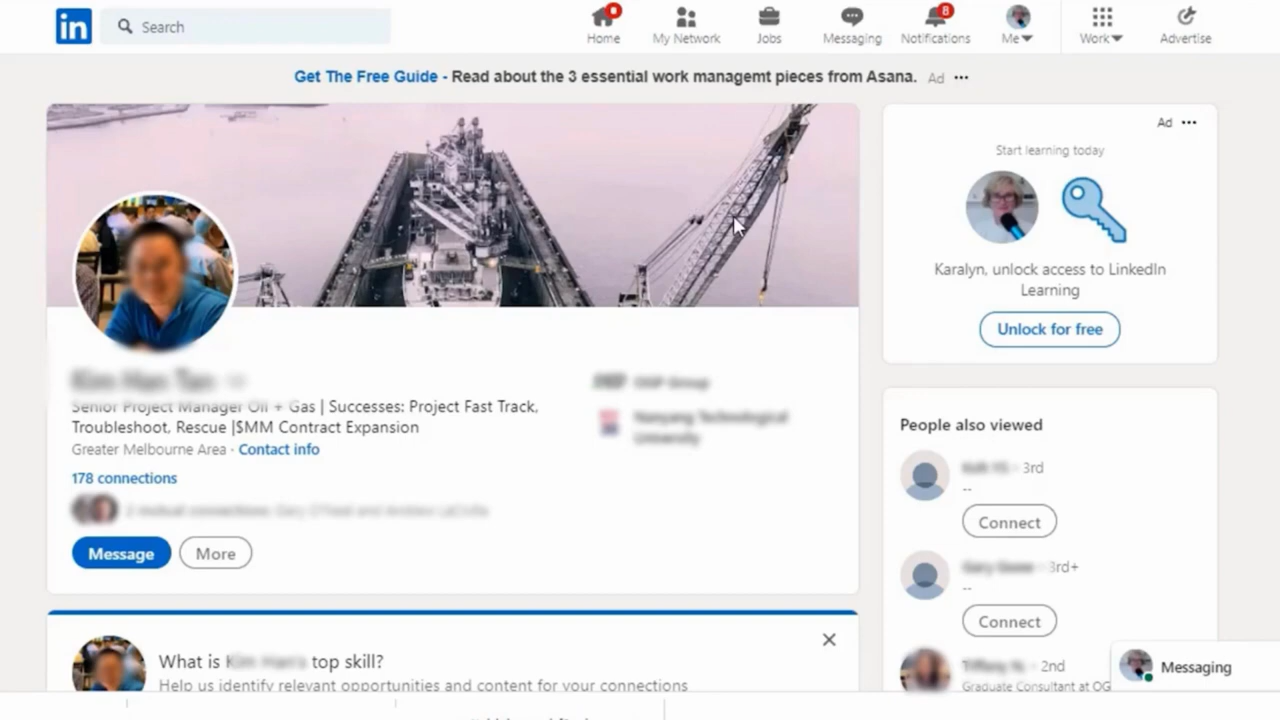 in
Search
Home
My Network
Jobs
Messaging
8
Notifications
Me
Work
Advertise
Get The Free Guide - Read about the 3 essential work managemt pieces from Asana. Ad
Ad
Start learning today
Karalyn, unlock access to LinkedIn
Learning
Unlock for free
Senior Project Manager Oil + Gas | Successes: Project Fast Track,
Troubleshoot, Rescue |$MM Contract Expansion
Greater Melbourne Area · Contact info
178 connections
Message
More
What is top skill?
Help us identify relevant opportunities and content for your connections
People also viewed
3rd
--
Connect
3rd+
--
Connect
2nd
Graduate Consultant at OG
Messaging